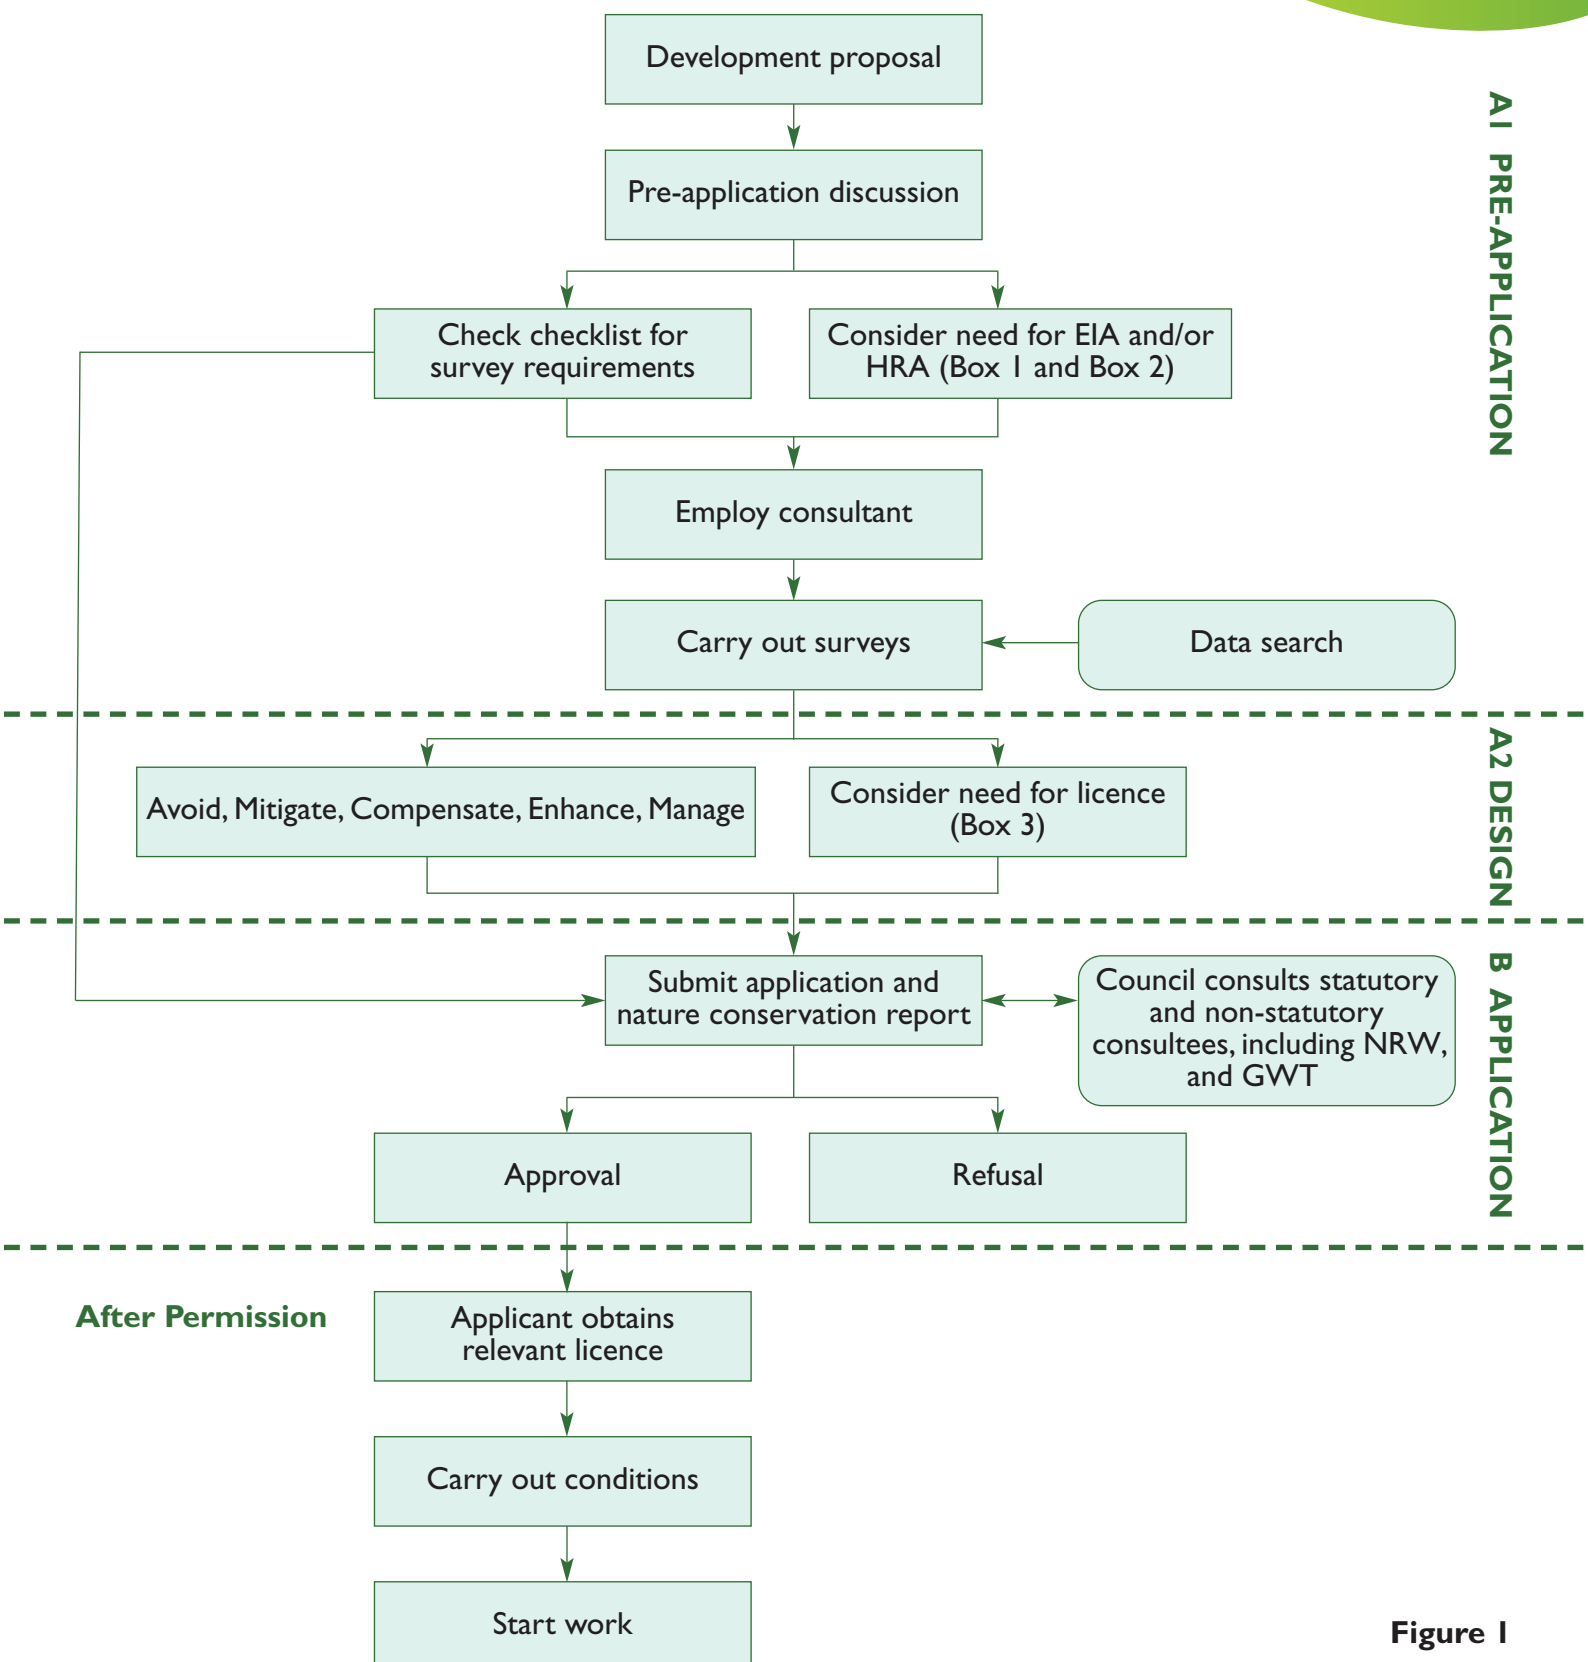 Development proposal
Pre-application discussion
Check checklist for
survey requirements
Consider need for EIA and/or
HRA (Box 1 and Box 2)
Employ consultant
Carry out surveys
Data search
A1 PRE-APPLICATION
Avoid, Mitigate, Compensate, Enhance, Manage
Consider need for licence
(Box 3)
A2 DESIGN
Submit application and
nature conservation report
Council consults statutory
and non-statutory
consultees, including NRW,
and GWT
Approval
Refusal
B APPLICATION
After Permission
Applicant obtains
relevant licence
Carry out conditions
Start work
Figure 1